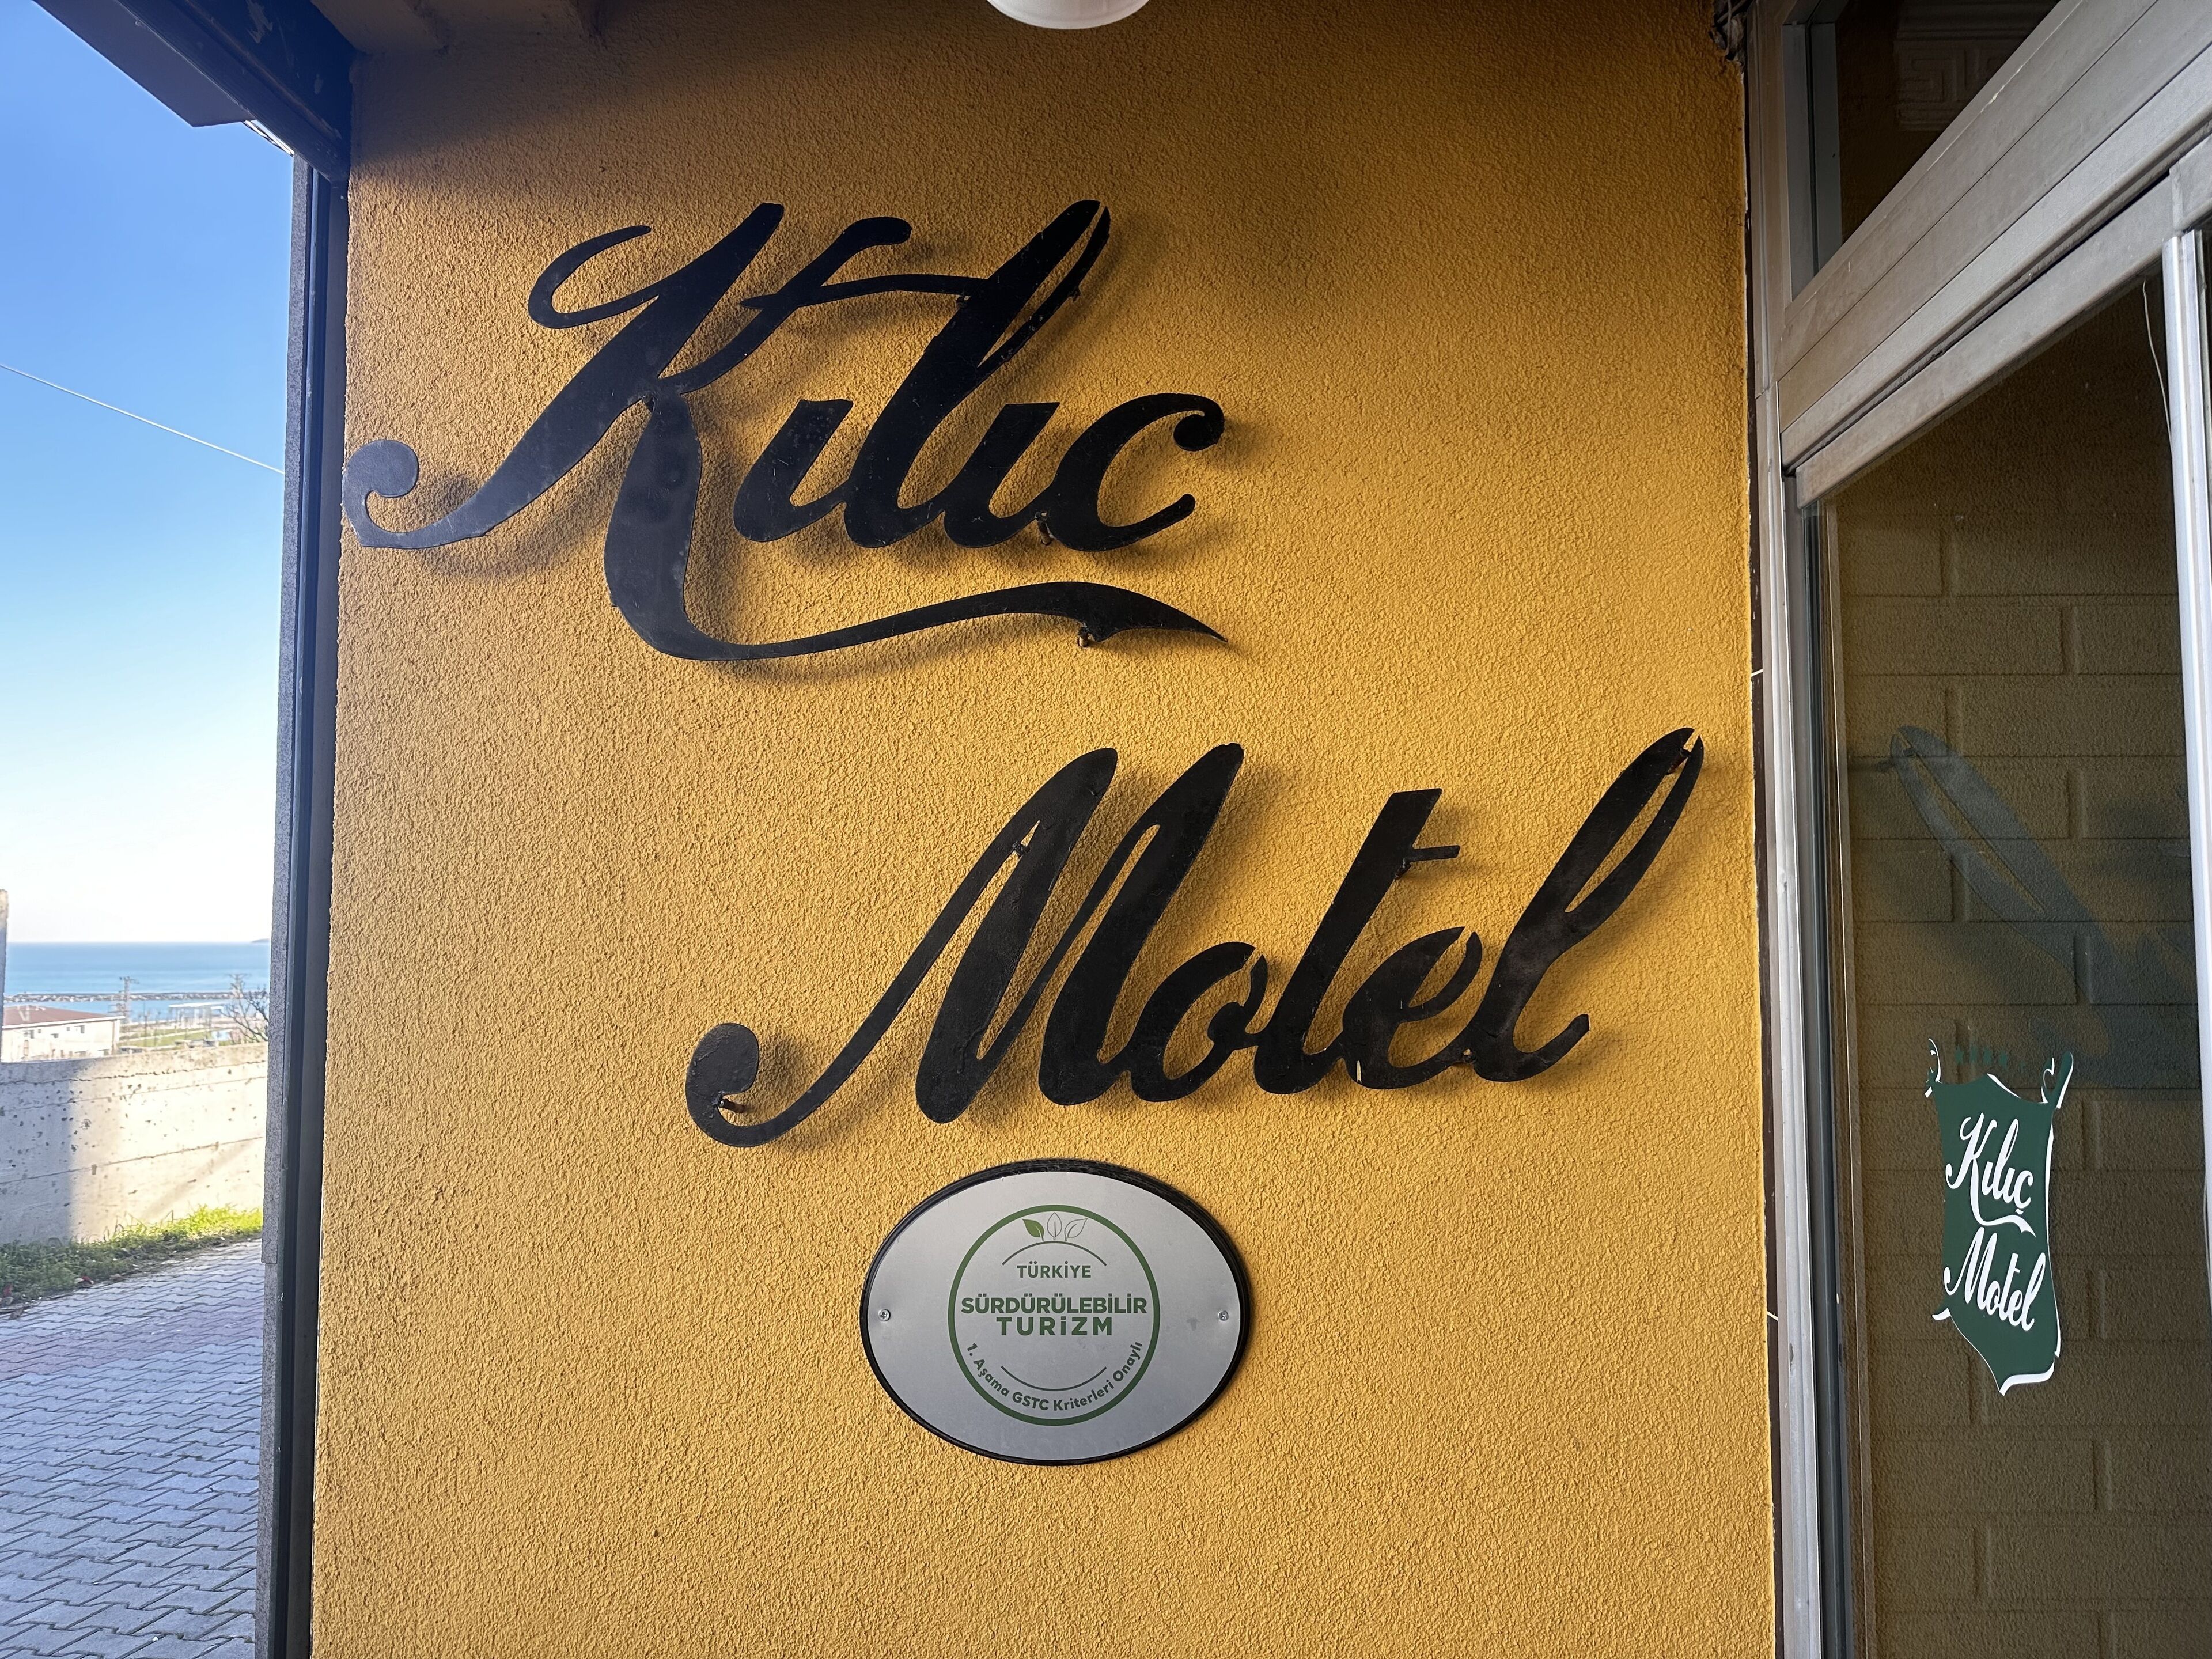 Kılıc
Motel
TÜRKİYE
SÜRDÜRÜLEBİLİR
TURİZM
1. Aşama GSTC Kriterleri Onaylı
Kılıç
Motel